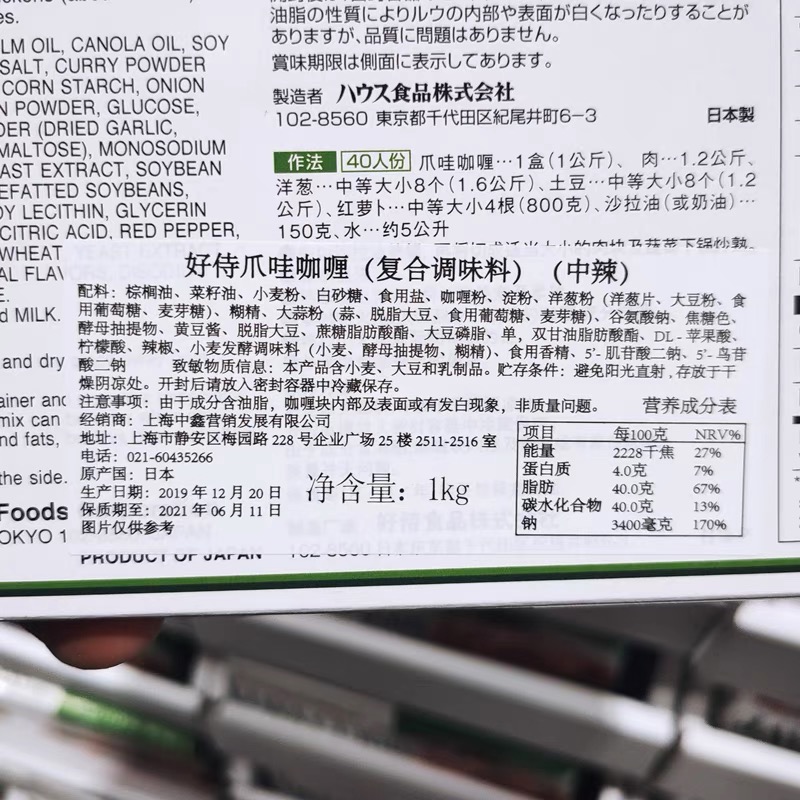 es.
LM OIL, CANOLA OIL, SOY
SALT, CURRY POWDER
CORN STARCH, ONION
N POWDER, GLUCOSE,
DER (DRIED GARLIC,
MALTOSE), MONOSODIUM
AST EXTRACT, SOYBEAN
EFATTED SOYBEANS,
OY LECITHIN, GLYCERIN
CITRIC ACID, RED PEPPER,
WHEAT
AL FLAV
E.
d MILK.
and dry
ainer and
mix can
nd fats,
the side.
Foods
OKYO 1
PRODUCT OF JAPAN
油脂の性質によりルウの内部や表面が白くなったりすることが
ありますが、品質に問題はありません。
賞味期限は側面に表示してあります。
製造者 ハウス食品株式会社
102-8560 東京都千代田区紀尾井町6-3 日本製
作法 40人份 爪哇咖喱…1盒(1公斤)、肉…1.2公斤、
洋葱…中等大小8个(1.6公斤)、土豆…中等大小8个(1.2
公斤)、红萝卜…中等大小4根(800克)、沙拉油(或奶油)…
150克、水…约5公升
好侍爪哇咖喱（复合调味料）（中辣）
配料：棕榈油、菜籽油、小麦粉、白砂糖、食用盐、咖喱粉、淀粉、洋葱粉（洋葱片、大豆粉、食
用葡萄糖、麦芽糖）、糊精、大蒜粉（蒜、脱脂大豆、食用葡萄糖、麦芽糖）、谷氨酸钠、焦糖色、
酵母抽提物、黄豆酱、脱脂大豆、蔗糖脂肪酸酯、大豆磷脂、单，双甘油脂肪酸酯、DL-苹果酸、
柠檬酸、辣椒、小麦发酵调味料（小麦、酵母抽提物、糊精）、食用香精、5'-肌苷酸二钠、5'-鸟苷
酸二钠 致敏物质信息：本产品含小麦、大豆和乳制品。贮存条件：避免阳光直射，存放于干
燥阴凉处。开封后请放入密封容器中冷藏保存。
注意事项：由于成分含油脂，咖喱块内部及表面或有发白现象，非质量问题。
经销商：上海中鑫营销发展有限公司
地址：上海市静安区梅园路 228 号企业广场 25 楼 2511-2516 室
电话：021-60435266
原产国：日本
生产日期：2019 年 12 月 20 日
保质期至：2021 年 06 月 11 日
图片仅供参考
净含量：1kg
营养成分表
项目 每100克 NRV%
能量 2228千焦 27%
蛋白质 4.0克 7%
脂肪 40.0克 67%
碳水化合物 40.0克 13%
钠 3400毫克 170%